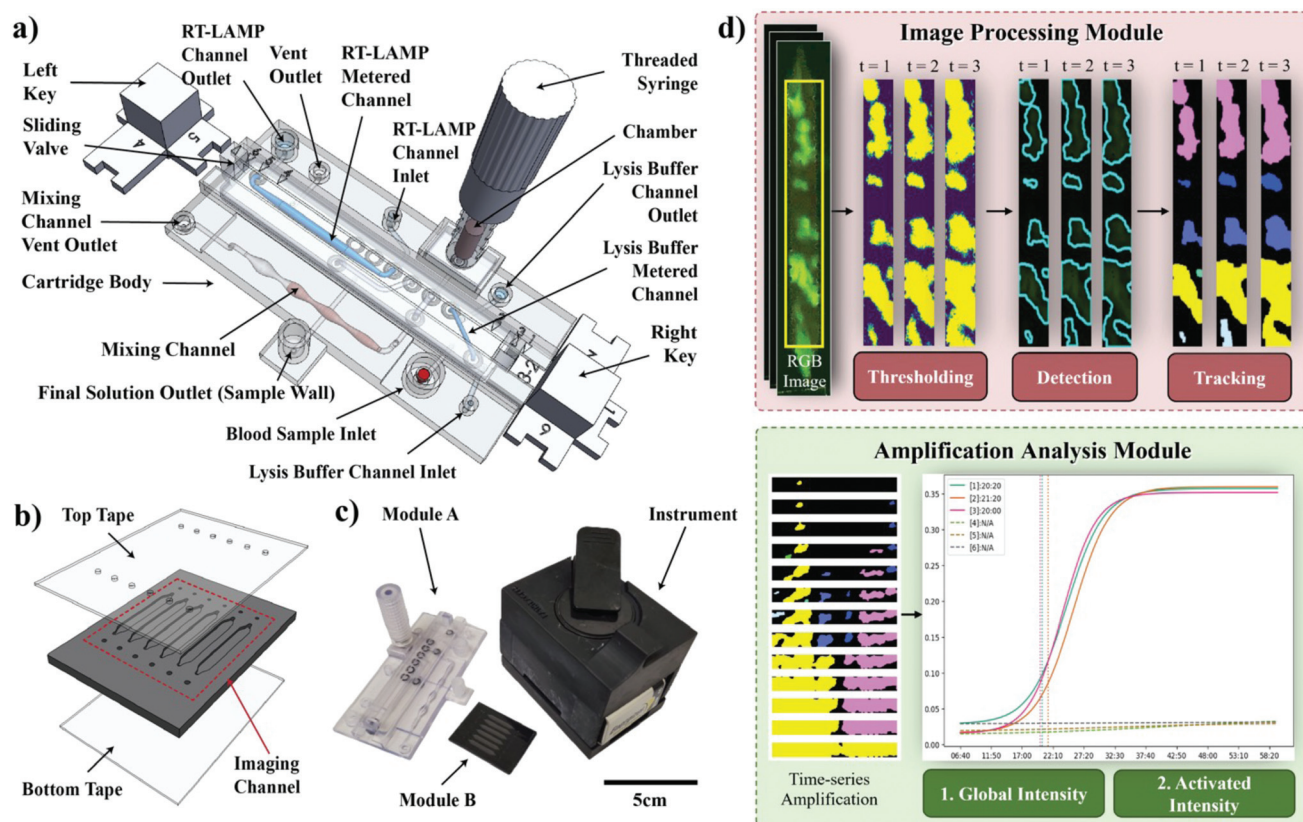 a)
RT-LAMP
Channel
Outlet
Vent
Outlet
RT-LAMP
Metered
Channel
Threaded
Syringe
Left
Key
Sliding
Valve
Chamber
RT-LAMP
Channel
Inlet
Lysis Buffer
Channel
Outlet
Mixing
Channel
Vent Outlet
Lysis Buffer
Metered
Channel
Cartridge Body
Right
Key
Mixing Channel
Final Solution Outlet (Sample Wall)
Blood Sample Inlet
Lysis Buffer Channel Inlet
5
4
3-2
1
6
b)
Top Tape
Bottom Tape
Imaging
Channel
c)
Module A
Instrument
Module B
5cm
d)
Image Processing Module
t = 1 t = 2 t = 3
t = 1 t = 2 t = 3
t = 1 t = 2 t = 3
RGB
Image
Thresholding
Detection
Tracking
Amplification Analysis Module
[1]:20:20
[2]:21:20
[3]:20:00
[4]:N/A
[5]:N/A
[6]:N/A
0.35
0.30
0.25
0.20
0.15
0.10
0.05
0.00
06:40 11:50 17:00 22:10 27:20 32:30 37:40 42:50 48:00 53:10 58:20
Time-series
Amplification
1. Global Intensity
2. Activated
Intensity